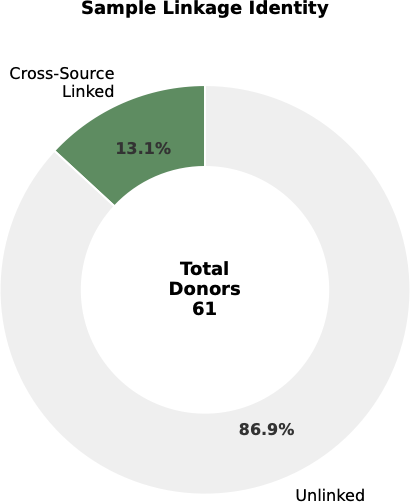 Sample Linkage Identity
Cross-Source
Linked
13.1%
Total
Donors
61
86.9%
Unlinked